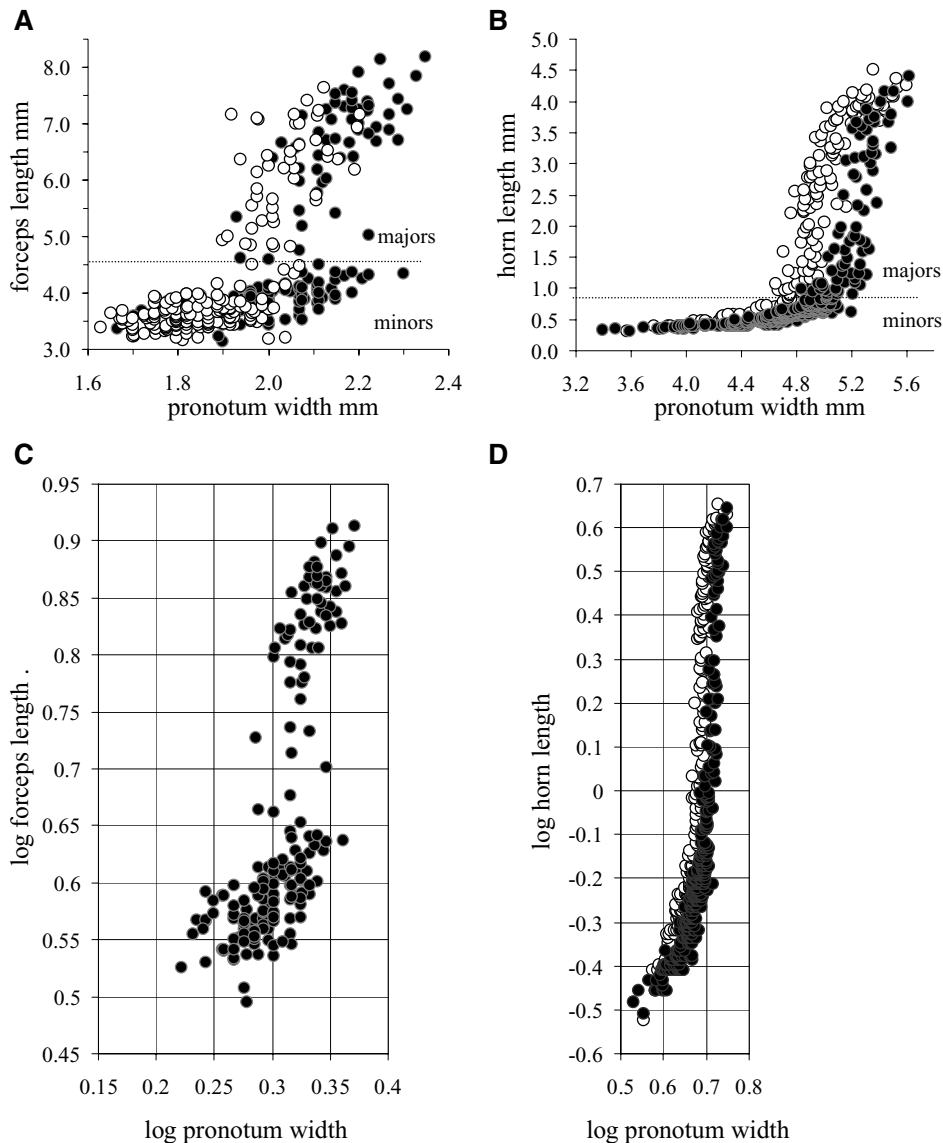 A
B
forceps length mm
8.0
7.0
6.0
5.0
4.0
3.0
majors
minors
1.6 1.8 2.0 2.2 2.4
pronotum width mm
horn length mm
5.0
4.5
4.0
3.5
3.0
2.5
2.0
1.5
1.0
0.5
0.0
majors
minors
3.2 3.6 4.0 4.4 4.8 5.2 5.6
pronotum width mm
C
D
log forceps length .
0.95
0.9
0.85
0.8
0.75
0.7
0.65
0.6
0.55
0.5
0.45
0.15 0.2 0.25 0.3 0.35 0.4
log pronotum width
log horn length
0.7
0.6
0.5
0.4
0.3
0.2
0.1
0
-0.1
-0.2
-0.3
-0.4
-0.5
-0.6
0.5 0.6 0.7 0.8
log pronotum width